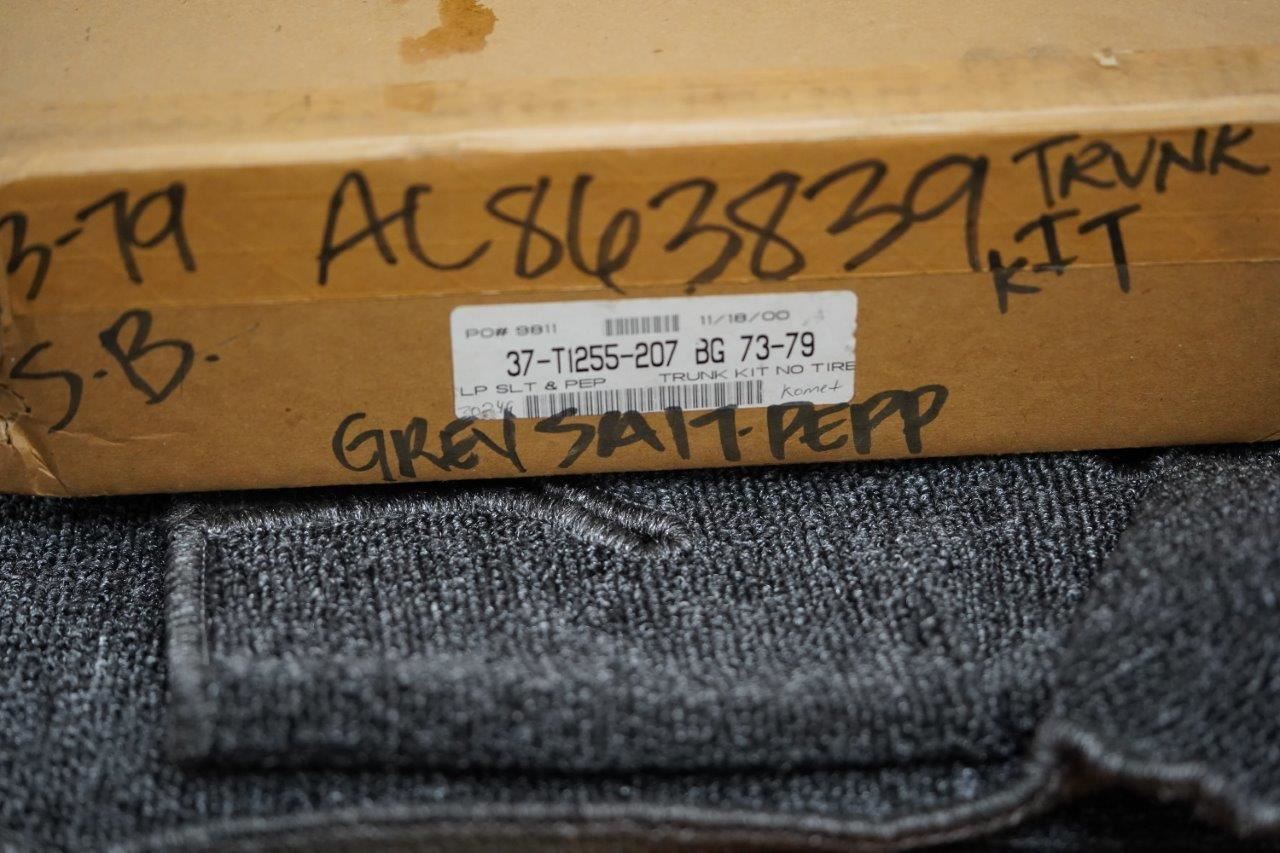 3-79 AC863839 TRUNK
KIT
S.B.
PO# 9811 11/18/00
37-T1255-207 BG 73-79
LP SLT & PEP TRUNK KIT NO TIRE
Komet
GREY SALT-PEPP